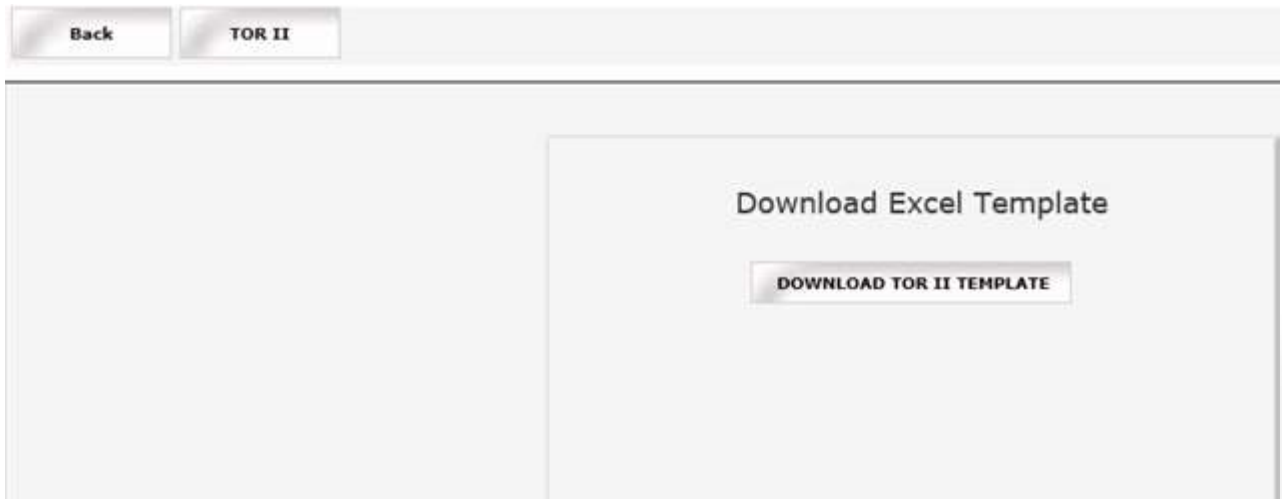 Back
TOR II
Download Excel Template
DOWNLOAD TOR II TEMPLATE